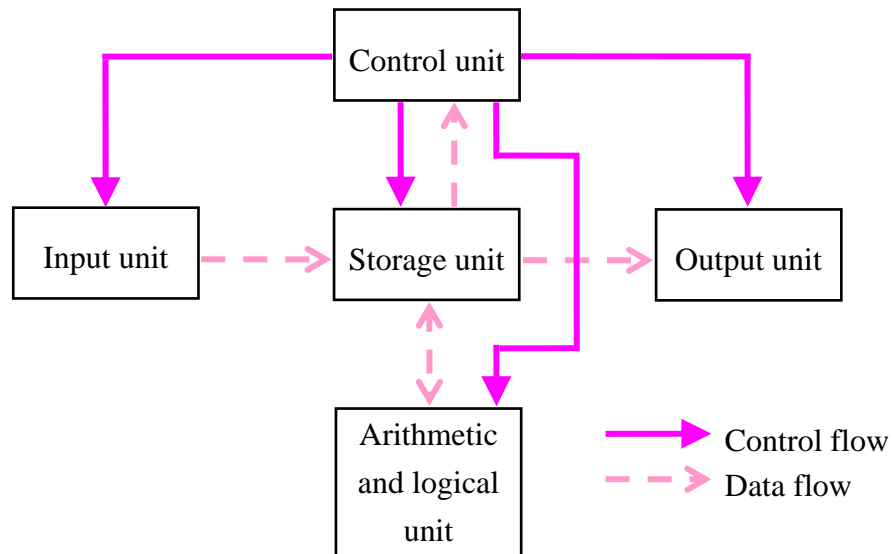 Control unit
Input unit
Storage unit
Output unit
Arithmetic
and logical
unit
Control flow
Data flow